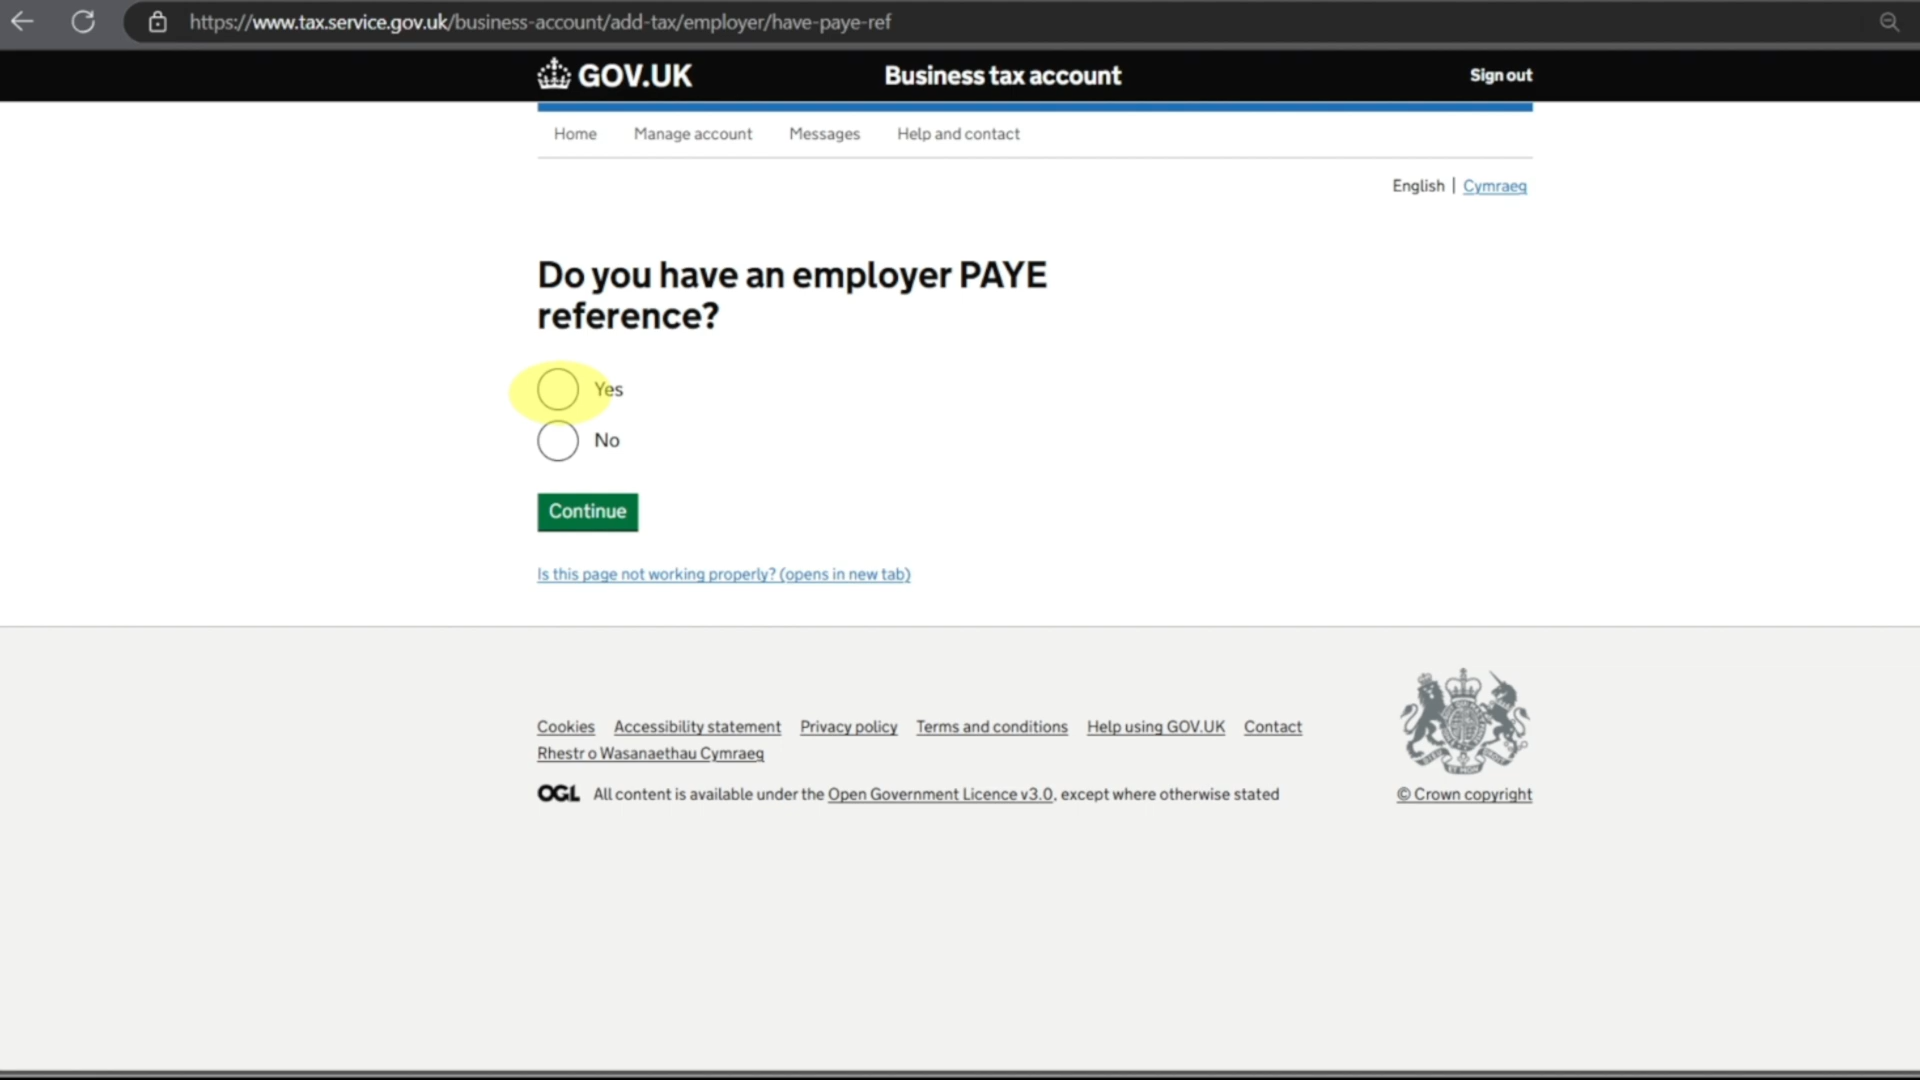 https://www.tax.service.gov.uk/business-account/add-tax/employer/have-paye-ref
GOV.UK
Business tax account
Sign out
Home
Manage account
Messages
Help and contact
English | Cymraeg
Do you have an employer PAYE
reference?
Yes
No
Continue
Is this page not working properly? (opens in new tab)
Cookies
Accessibility statement
Privacy policy
Terms and conditions
Help using GOV.UK
Contact
Rhestr o Wasanaethau Cymraeg
OGL
All content is available under the Open Government Licence v3.0, except where otherwise stated
© Crown copyright